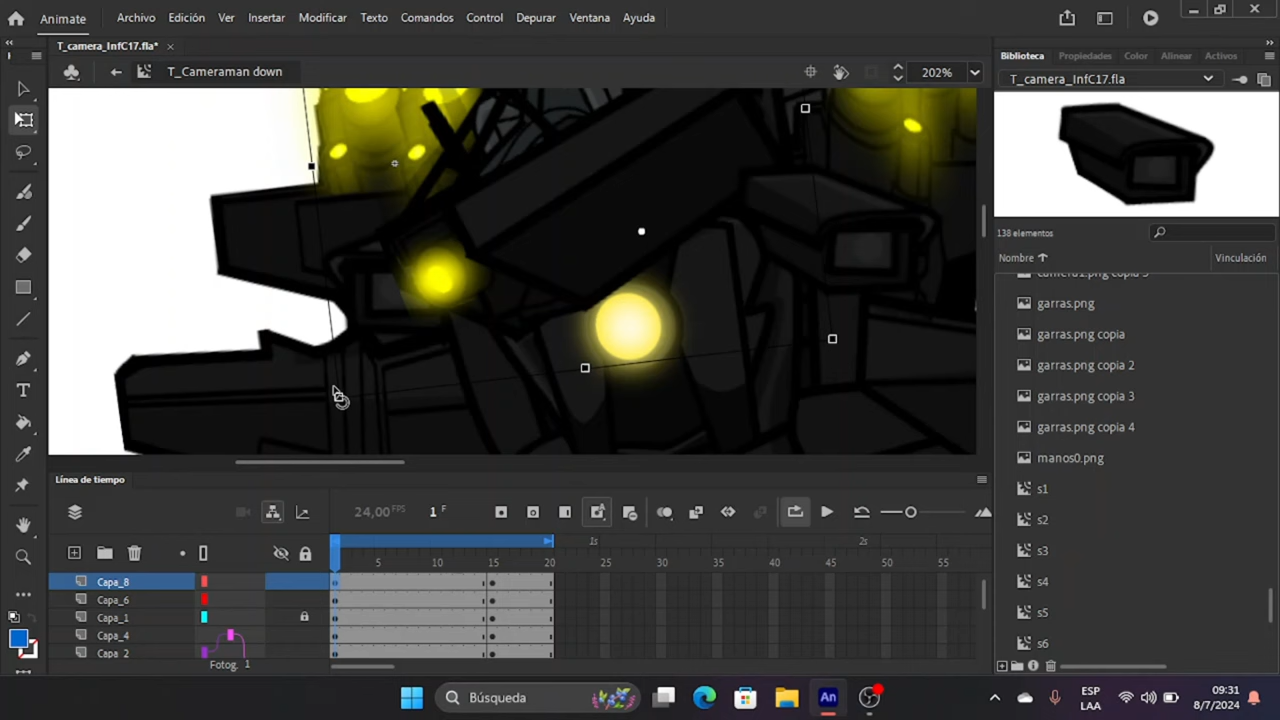 Animate
Archivo Edición Ver Insertar Modificar Texto Comandos Control Depurar Ventana Ayuda
T_camera_InfC17.fla*
T_Cameraman down
202%
Biblioteca Propiedades Color Alinear Activos
T_camera_InfC17.fla
138 elementos
Nombre Vinculación
garras.png
garras.png copia
garras.png copia 2
garras.png copia 3
garras.png copia 4
manos0.png
s1
s2
s3
s4
s5
s6
Línea de tiempo
24,00 FPS 1 F
1s 2s
5 10 15 20 25 30 35 40 45 50 55
Capa_8
Capa_6
Capa_1
Capa_4
Capa_2
Fotog. 1
Búsqueda
An
ESP
LAA
09:31
8/7/2024